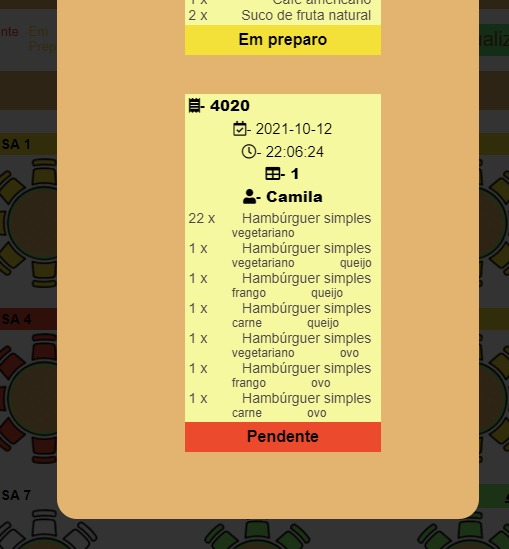 1 x Café americano
2 x Suco de fruta natural
Em preparo
nte Em
Prep
SA 1
- 4020
- 2021-10-12
- 22:06:24
- 1
- Camila
22 x Hambúrguer simples
vegetariano
1 x Hambúrguer simples
vegetariano queijo
1 x Hambúrguer simples
frango queijo
SA 4
1 x Hambúrguer simples
carne queijo
1 x Hambúrguer simples
vegetariano ovo
1 x Hambúrguer simples
frango ovo
1 x Hambúrguer simples
carne ovo
Pendente
SA 7